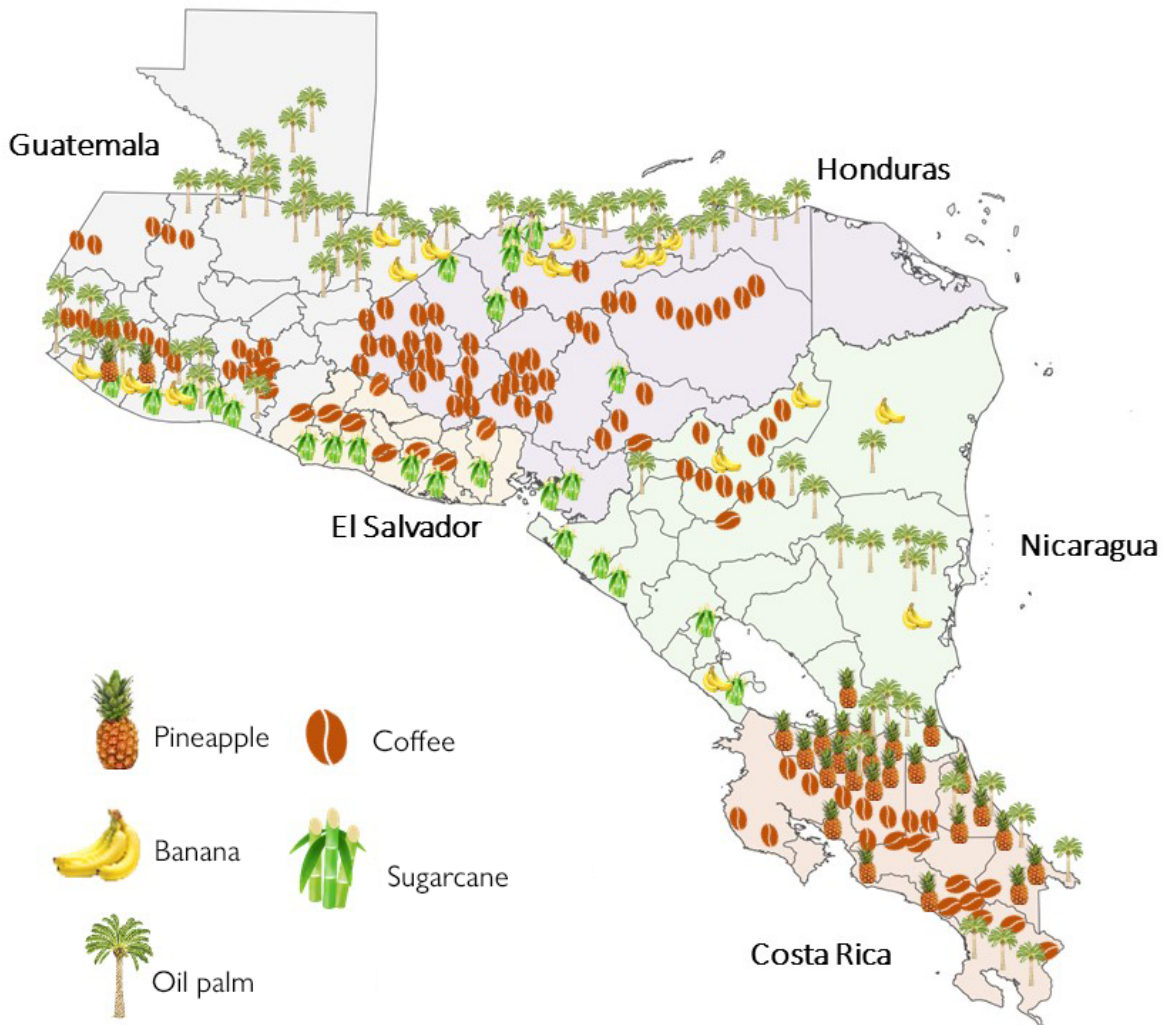 Guatemala
Honduras
El Salvador
Nicaragua
Pineapple
Coffee
Banana
Sugarcane
Oil palm
Costa Rica